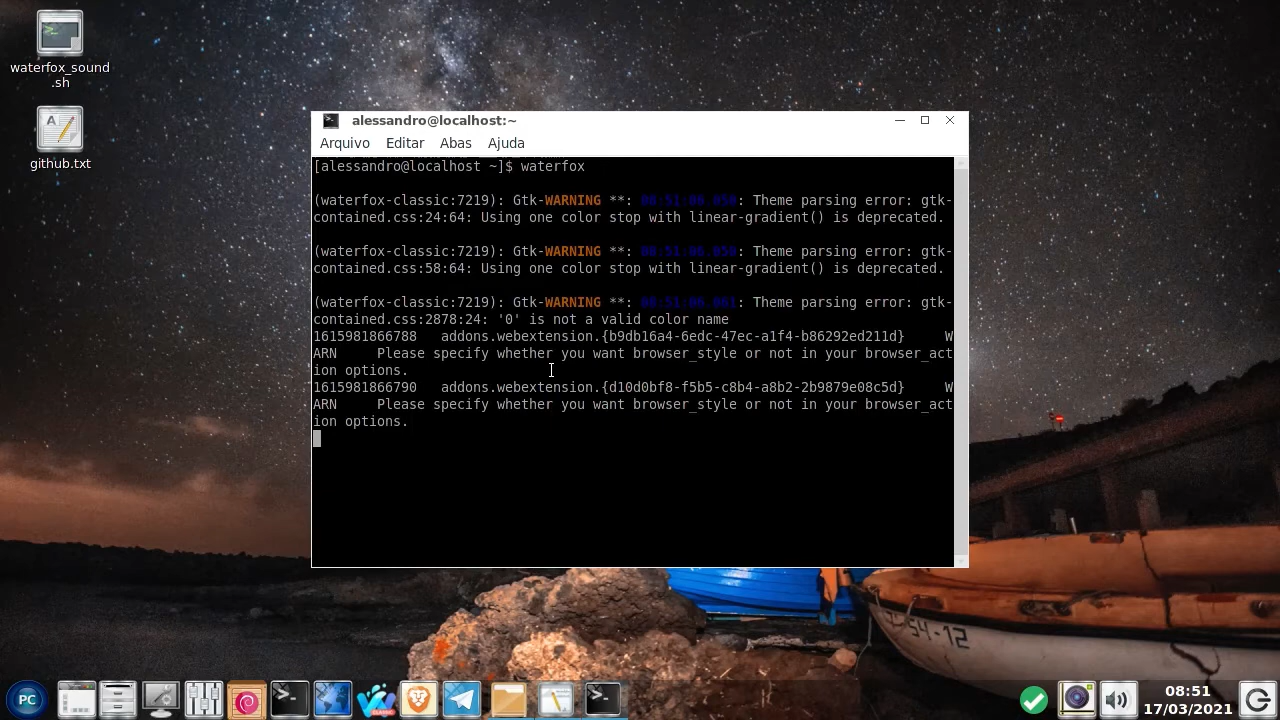 waterfox_sound
.sh
github.txt
alessandro@localhost:~
Arquivo Editar Abas Ajuda
[alessandro@localhost ~]$ waterfox
(waterfox-classic:7219): Gtk-WARNING **: : Theme parsing error: gtk-
contained.css:24:64: Using one color stop with linear-gradient() is deprecated.
(waterfox-classic:7219): Gtk-WARNING **: : Theme parsing error: gtk-
contained.css:58:64: Using one color stop with linear-gradient() is deprecated.
(waterfox-classic:7219): Gtk-WARNING **: : Theme parsing error: gtk-
contained.css:2878:24: '0' is not a valid color name
1615981866788 addons.webextension.{b9db16a4-6edc-47ec-a1f4-b86292ed211d} W
ARN Please specify whether you want browser_style or not in your browser_act
ion options.
1615981866790 addons.webextension.{d10d0bf8-f5b5-c8b4-a8b2-2b9879e08c5d} W
ARN Please specify whether you want browser_style or not in your browser_act
ion options.
54-12
PC
CLASSIC
08:51
17/03/2021